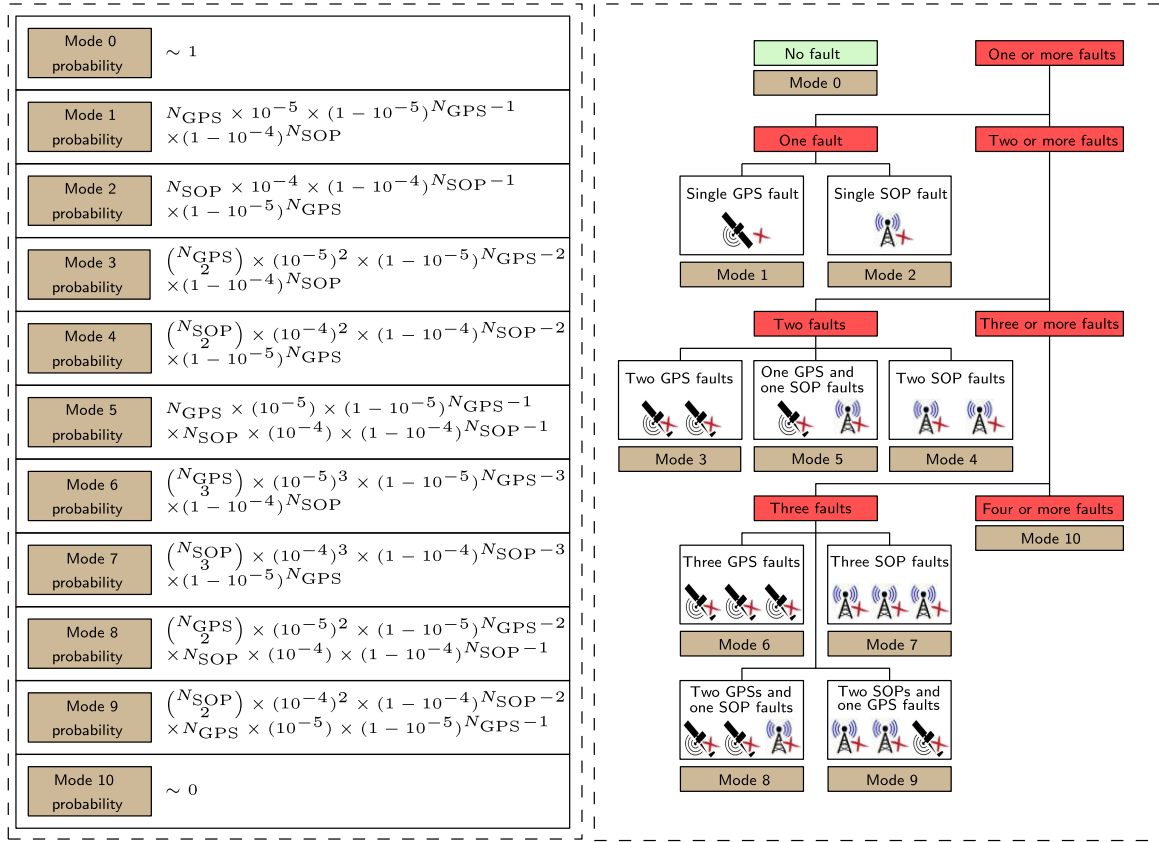 Mode 0
probability
∼ 1
Mode 1
probability
N_GPS × 10^{−5} × (1 − 10^{−5})^{N_GPS−1}
×(1 − 10^{−4})^{N_SOP}
Mode 2
probability
N_SOP × 10^{−4} × (1 − 10^{−4})^{N_SOP−1}
×(1 − 10^{−5})^{N_GPS}
Mode 3
probability
(N_GPS 2) × (10^{−5})^2 × (1 − 10^{−5})^{N_GPS−2}
×(1 − 10^{−4})^{N_SOP}
Mode 4
probability
(N_SOP 2) × (10^{−4})^2 × (1 − 10^{−4})^{N_SOP−2}
×(1 − 10^{−5})^{N_GPS}
Mode 5
probability
N_GPS × (10^{−5}) × (1 − 10^{−5})^{N_GPS−1}
×N_SOP × (10^{−4}) × (1 − 10^{−4})^{N_SOP−1}
Mode 6
probability
(N_GPS 3) × (10^{−5})^3 × (1 − 10^{−5})^{N_GPS−3}
×(1 − 10^{−4})^{N_SOP}
Mode 7
probability
(N_SOP 3) × (10^{−4})^3 × (1 − 10^{−4})^{N_SOP−3}
×(1 − 10^{−5})^{N_GPS}
Mode 8
probability
(N_GPS 2) × (10^{−5})^2 × (1 − 10^{−5})^{N_GPS−2}
×N_SOP × (10^{−4}) × (1 − 10^{−4})^{N_SOP−1}
Mode 9
probability
(N_SOP 2) × (10^{−4})^2 × (1 − 10^{−4})^{N_SOP−2}
×N_GPS × (10^{−5}) × (1 − 10^{−5})^{N_GPS−1}
Mode 10
probability
∼ 0
No fault
Mode 0
One or more faults
One fault
Two or more faults
Single GPS fault
Mode 1
Single SOP fault
Mode 2
Two faults
Three or more faults
Two GPS faults
Mode 3
One GPS and
one SOP faults
Mode 5
Two SOP faults
Mode 4
Three faults
Four or more faults
Mode 10
Three GPS faults
Mode 6
Three SOP faults
Mode 7
Two GPSs and
one SOP faults
Mode 8
Two SOPs and
one GPS faults
Mode 9